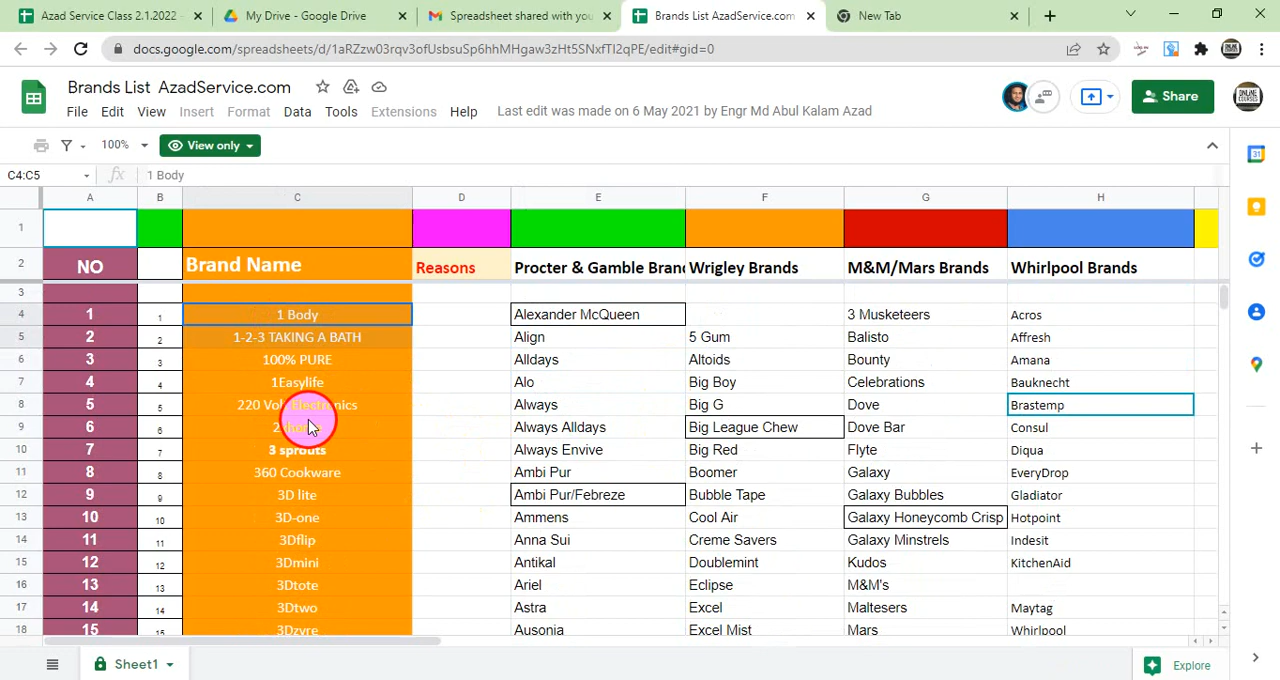 Azad Service Class 2.1.2022 -
My Drive - Google Drive
Spreadsheet shared with you
Brands List AzadService.com
New Tab
docs.google.com/spreadsheets/d/1aRZzw03rqv3ofUsbsuSp6hhMHgaw3zHt5SNxfTI2qPE/edit#gid=0
Brands List AzadService.com
File Edit View Insert Format Data Tools Extensions Help Last edit was made on 6 May 2021 by Engr Md Abul Kalam Azad
Share
100% View only
C4:C5 fx 1 Body
A B C D E F G H
1
2 NO Brand Name Reasons Procter & Gamble Bran Wrigley Brands M&M/Mars Brands Whirlpool Brands
3
4 1 1 1 Body Alexander McQueen 3 Musketeers Acros
5 2 2 1-2-3 TAKING A BATH Align 5 Gum Balisto Affresh
6 3 3 100% PURE Alldays Altoids Bounty Amana
7 4 4 1Easylife Alo Big Boy Celebrations Bauknecht
8 5 5 220 Volt Electronics Always Big G Dove Brastemp
9 6 6 Always Alldays Big League Chew Dove Bar Consul
10 7 7 3 sprouts Always Envive Big Red Flyte Diqua
11 8 8 360 Cookware Ambi Pur Boomer Galaxy EveryDrop
12 9 9 3D lite Ambi Pur/Febreze Bubble Tape Galaxy Bubbles Gladiator
13 10 10 3D-one Ammens Cool Air Galaxy Honeycomb Crisp Hotpoint
14 11 11 3Dflip Anna Sui Creme Savers Galaxy Minstrels Indesit
15 12 12 3Dmini Antikal Doublemint Kudos KitchenAid
16 13 13 3Dtote Ariel Eclipse M&M's
17 14 14 3Dtwo Astra Excel Maltesers Maytag
18 15 15 3Dzyre Ausonia Excel Mist Mars Whirlpool
Sheet1
Explore